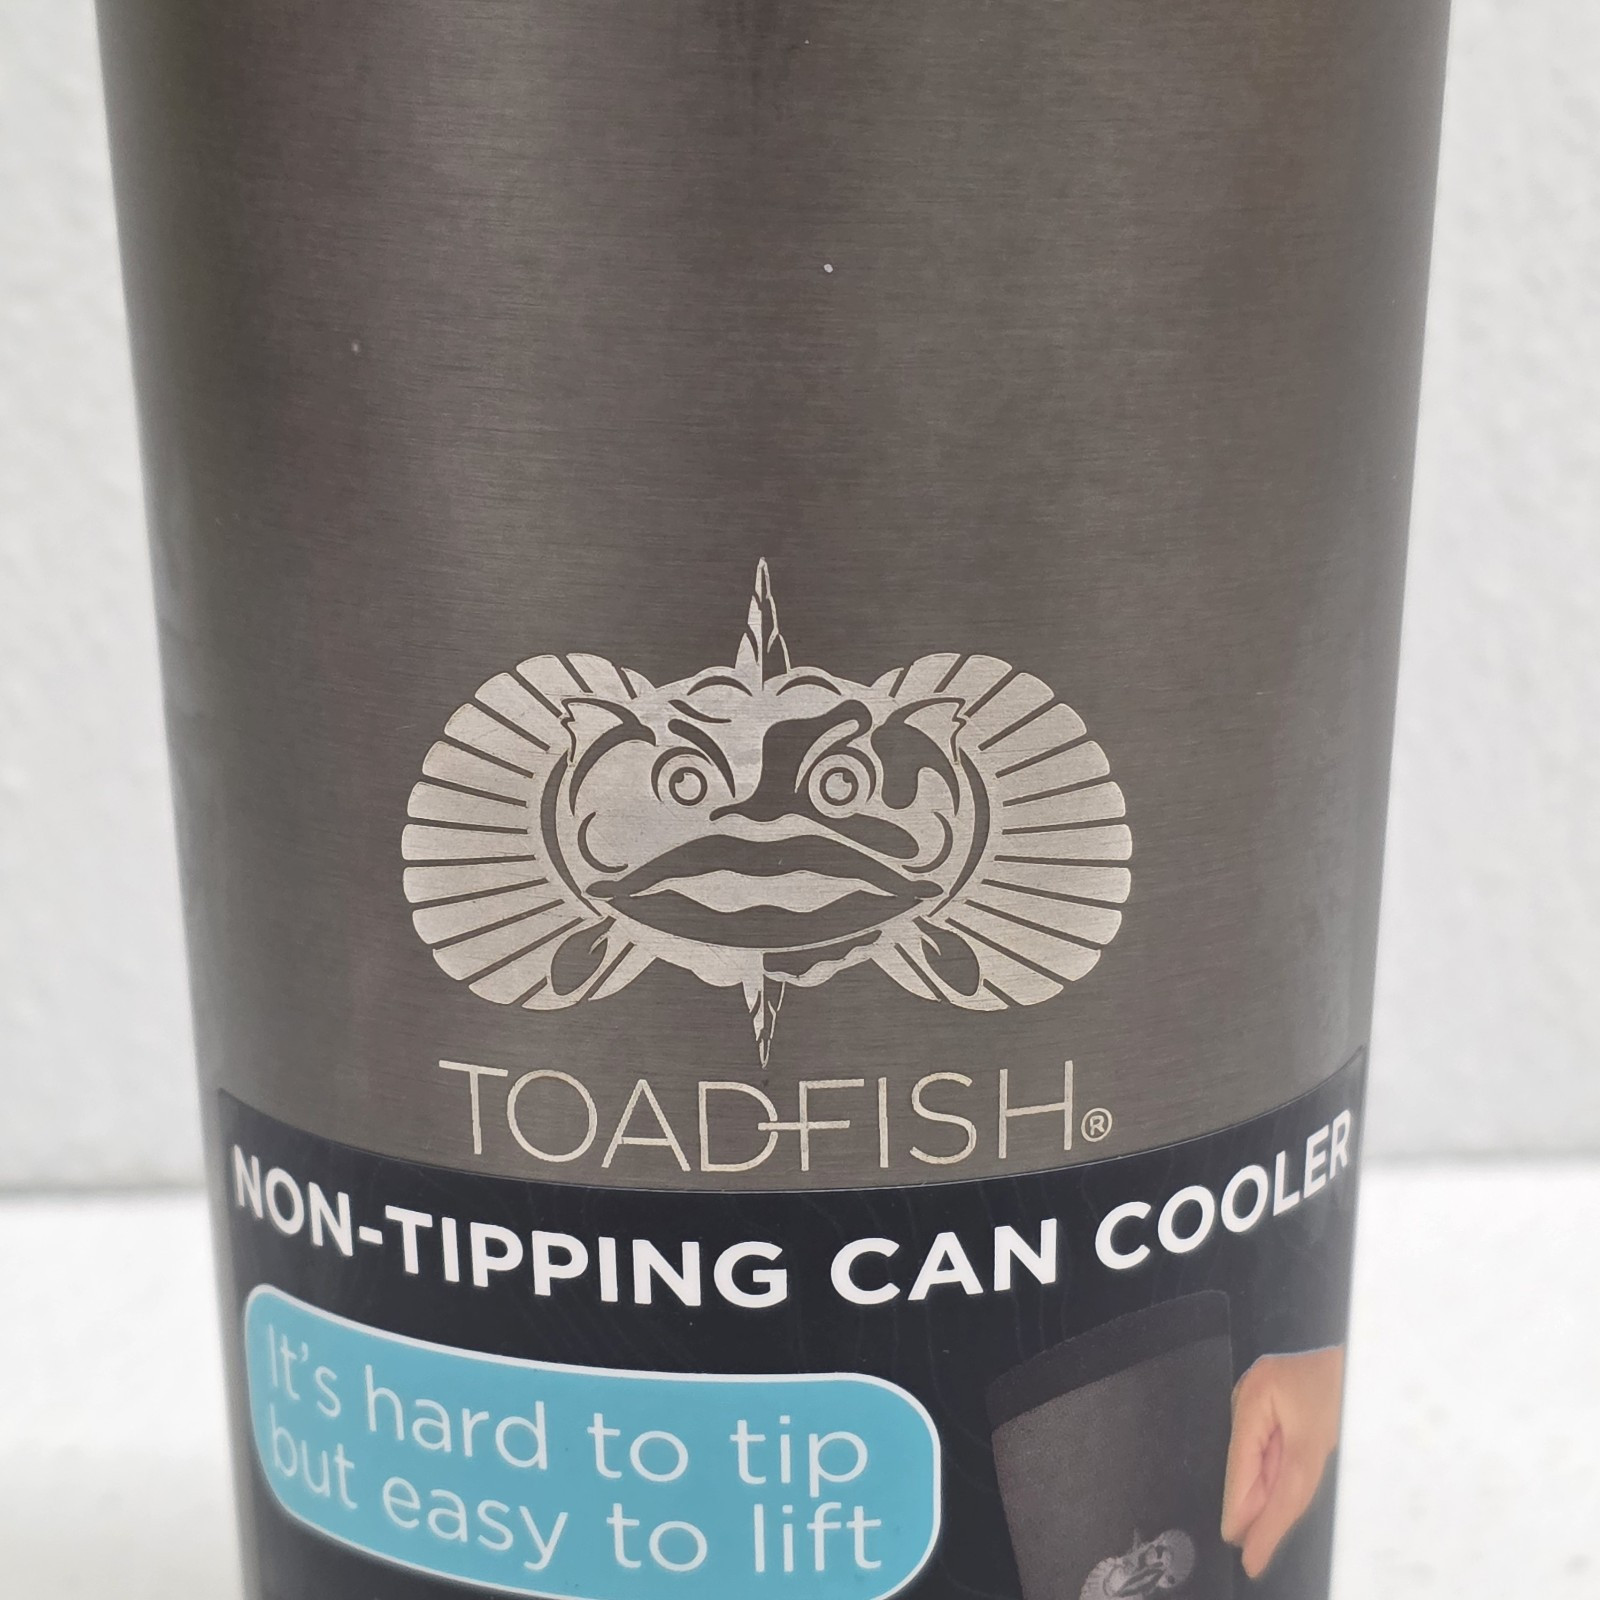 TOADFISH®
NON-TIPPING CAN COOLER
It's hard to tip
but easy to lift